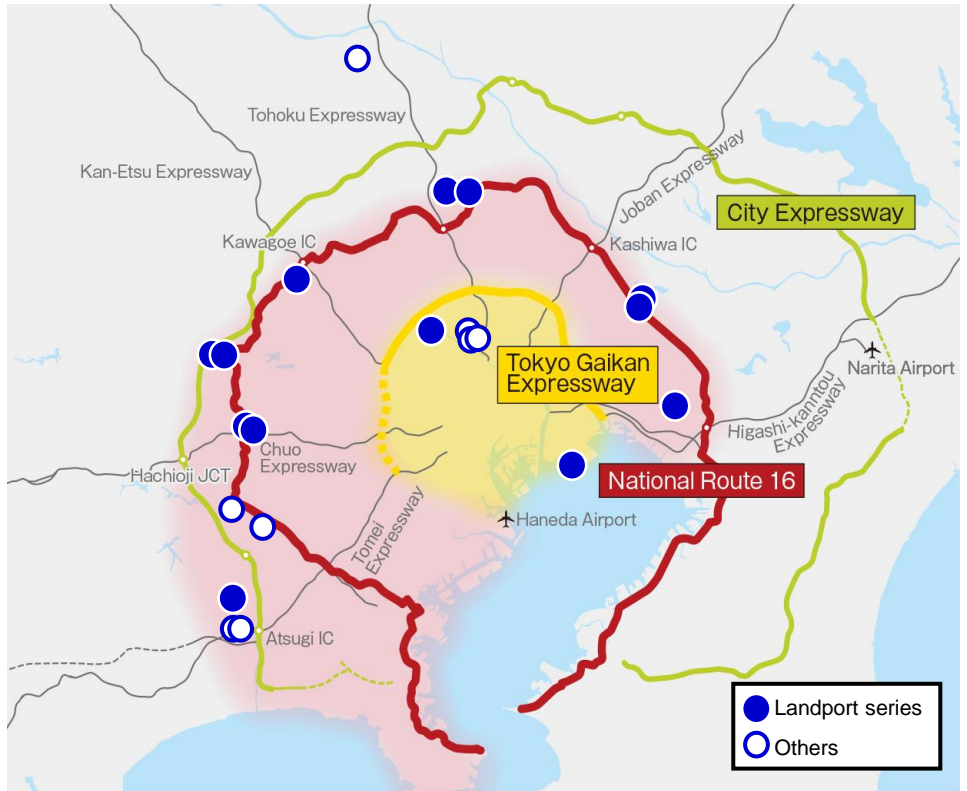 Tohoku Expressway
Kan-Etsu Expressway
Joban Expressway
City Expressway
Kawagoe IC
Kashiwa IC
Tokyo Gaikan
Expressway
Narita Airport
Higashi-kanntou
Expressway
Chuo
Expressway
Hachioji JCT
National Route 16
Haneda Airport
Tomei
Expressway
Atsugi IC
Landport series
Others